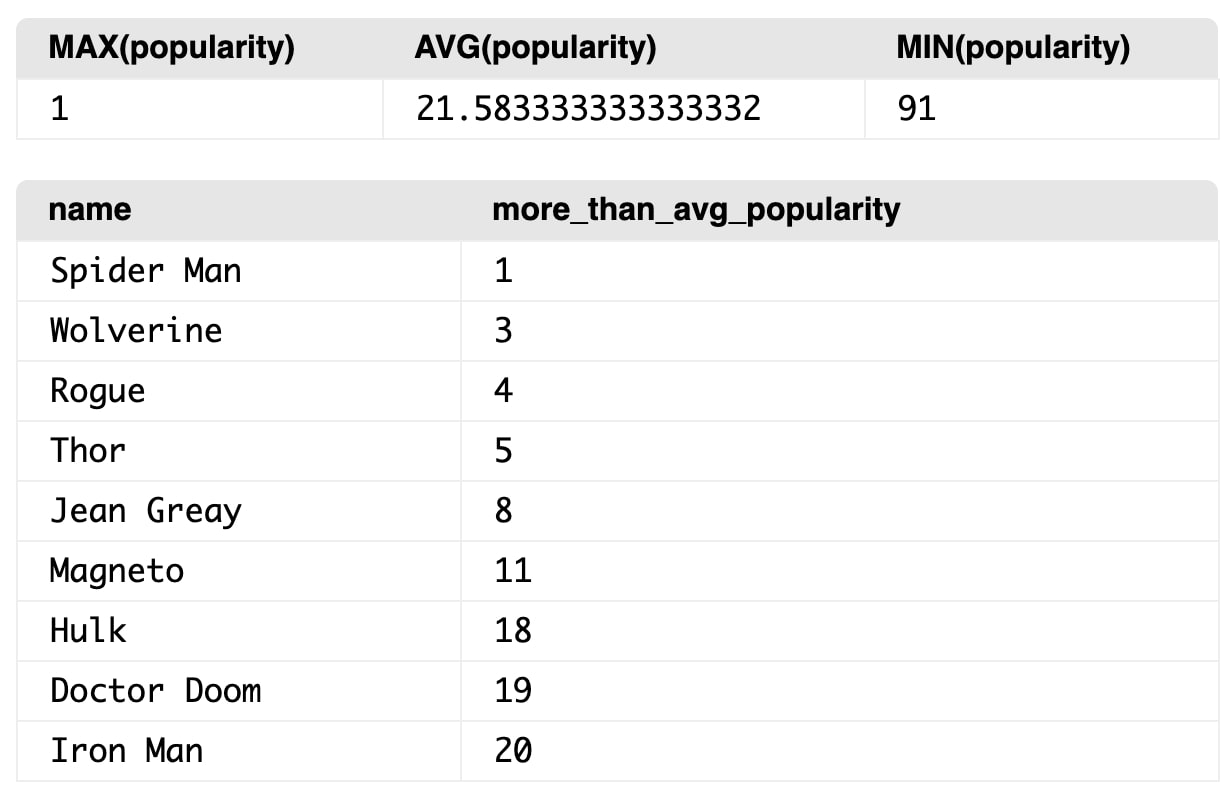 MAX(popularity) AVG(popularity) MIN(popularity)
1 21.583333333333332 91
name more_than_avg_popularity
Spider Man 1
Wolverine 3
Rogue 4
Thor 5
Jean Greay 8
Magneto 11
Hulk 18
Doctor Doom 19
Iron Man 20